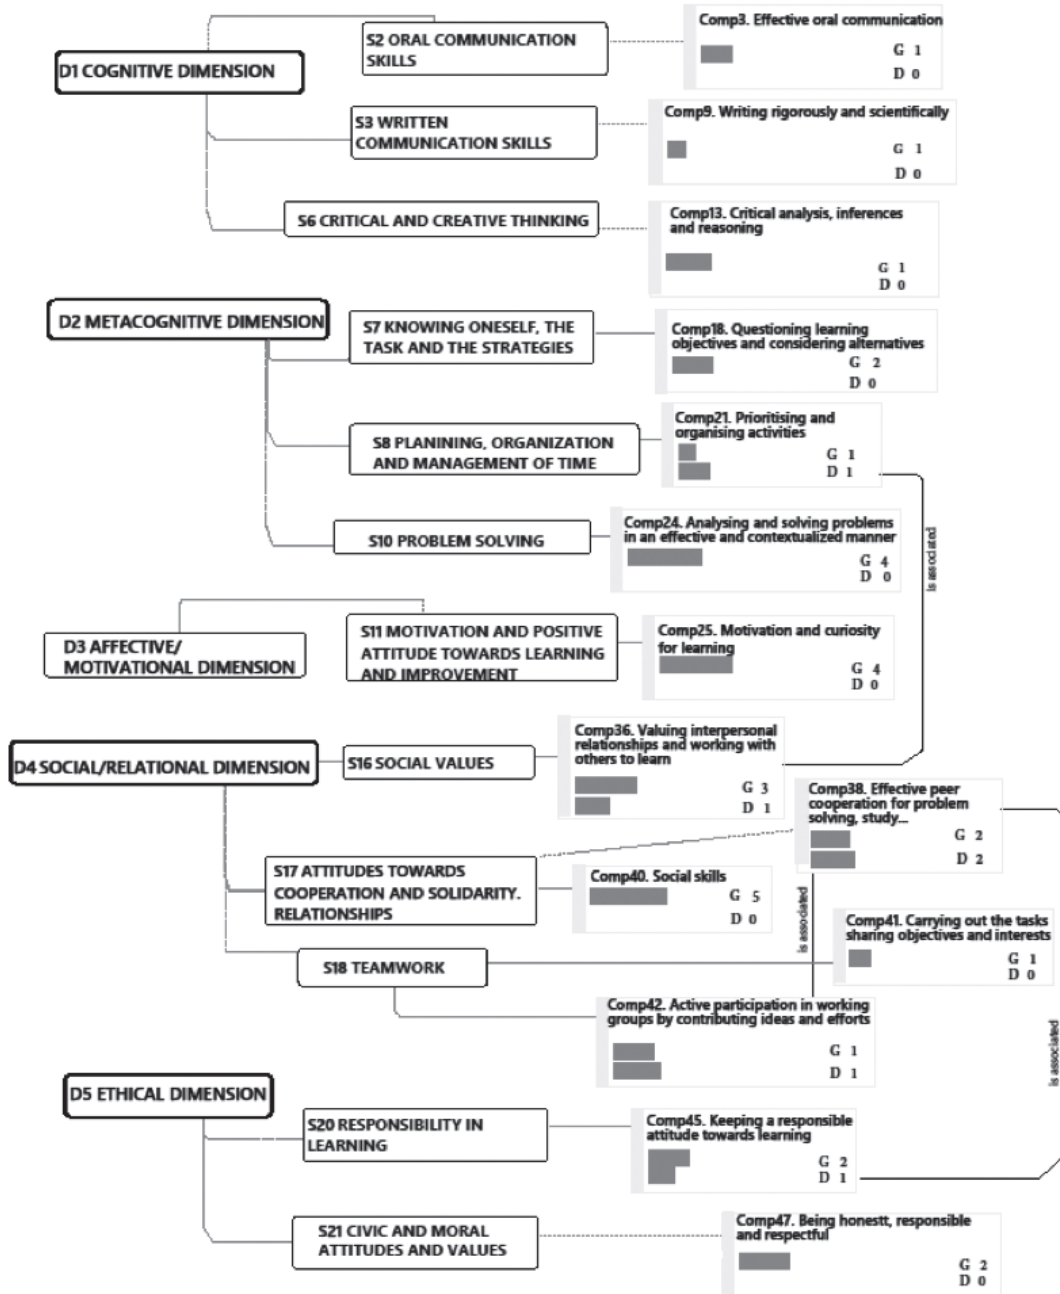 S2 ORAL COMMUNICATION
SKILLS
Comp3. Effective oral communication
G 1
D 0
D1 COGNITIVE DIMENSION
S3 WRITTEN
COMMUNICATION SKILLS
Comp9. Writing rigorously and scientifically
G 1
D 0
S6 CRITICAL AND CREATIVE THINKING
Comp13. Critical analysis, inferences
and reasoning
G 1
D 0
D2 METACOGNITIVE DIMENSION
S7 KNOWING ONESELF, THE
TASK AND THE STRATEGIES
Comp18. Questioning learning
objectives and considering alternatives
G 2
D 0
S8 PLANINING, ORGANIZATION
AND MANAGEMENT OF TIME
Comp21. Prioritising and
organising activities
G 1
D 1
S10 PROBLEM SOLVING
Comp24. Analysing and solving problems
in an effective and contextualized manner
G 4
D 0
is associated
D3 AFFECTIVE/
MOTIVATIONAL DIMENSION
S11 MOTIVATION AND POSITIVE
ATTITUDE TOWARDS LEARNING
AND IMPROVEMENT
Comp25. Motivation and curiosity
for learning
G 4
D 0
D4 SOCIAL/RELATIONAL DIMENSION
S16 SOCIAL VALUES
Comp36. Valuing interpersonal
relationships and working with
others to learn
G 3
D 1
Comp38. Effective peer
cooperation for problem
solving, study...
G 2
D 2
S17 ATTITUDES TOWARDS
COOPERATION AND SOLIDARITY.
RELATIONSHIPS
Comp40. Social skills
G 5
D 0
is associated
Comp41. Carrying out the tasks
sharing objectives and interests
G 1
D 0
S18 TEAMWORK
Comp42. Active participation in working
groups by contributing ideas and efforts
G 1
D 1
is associated
D5 ETHICAL DIMENSION
S20 RESPONSIBILITY IN
LEARNING
Comp45. Keeping a responsible
attitude towards learning
G 2
D 1
S21 CIVIC AND MORAL
ATTITUDES AND VALUES
Comp47. Being honestt, responsible
and respectful
G 2
D 0